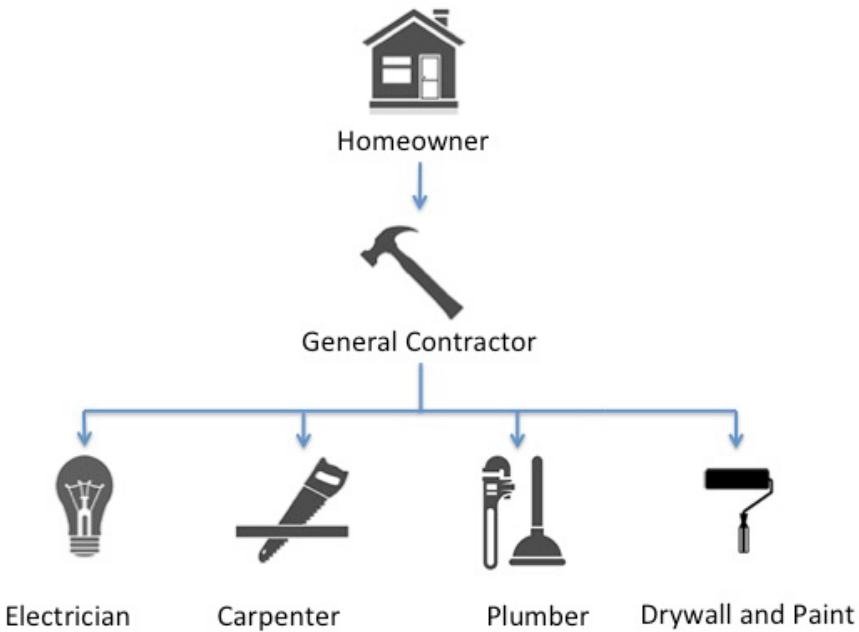 Homeowner
General Contractor
Electrician
Carpenter
Plumber
Drywall and Paint